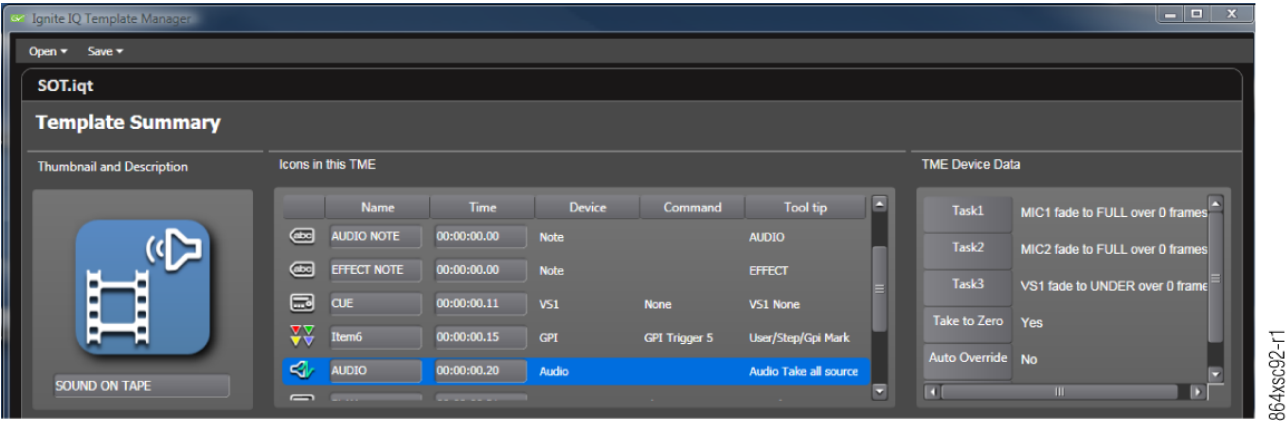 Ignite IQ Template Manager
Open Save
SOT.iqt
Template Summary
Thumbnail and Description
SOUND ON TAPE
Icons in this TME
Name Time Device Command Tool tip
abc AUDIO NOTE 00:00:00.00 Note AUDIO
abc EFFECT NOTE 00:00:00.00 Note EFFECT
CUE 00:00:00.11 VS1 None VS1 None
Item6 00:00:00.15 GPI GPI Trigger 5 User/Step/Gpi Mark
AUDIO 00:00:00.20 Audio Audio Take all source
TME Device Data
Task1 MIC1 fade to FULL over 0 frames
Task2 MIC2 fade to FULL over 0 frames
Task3 VS1 fade to UNDER over 0 frame
Take to Zero Yes
Auto Override No
864xsc92-r1